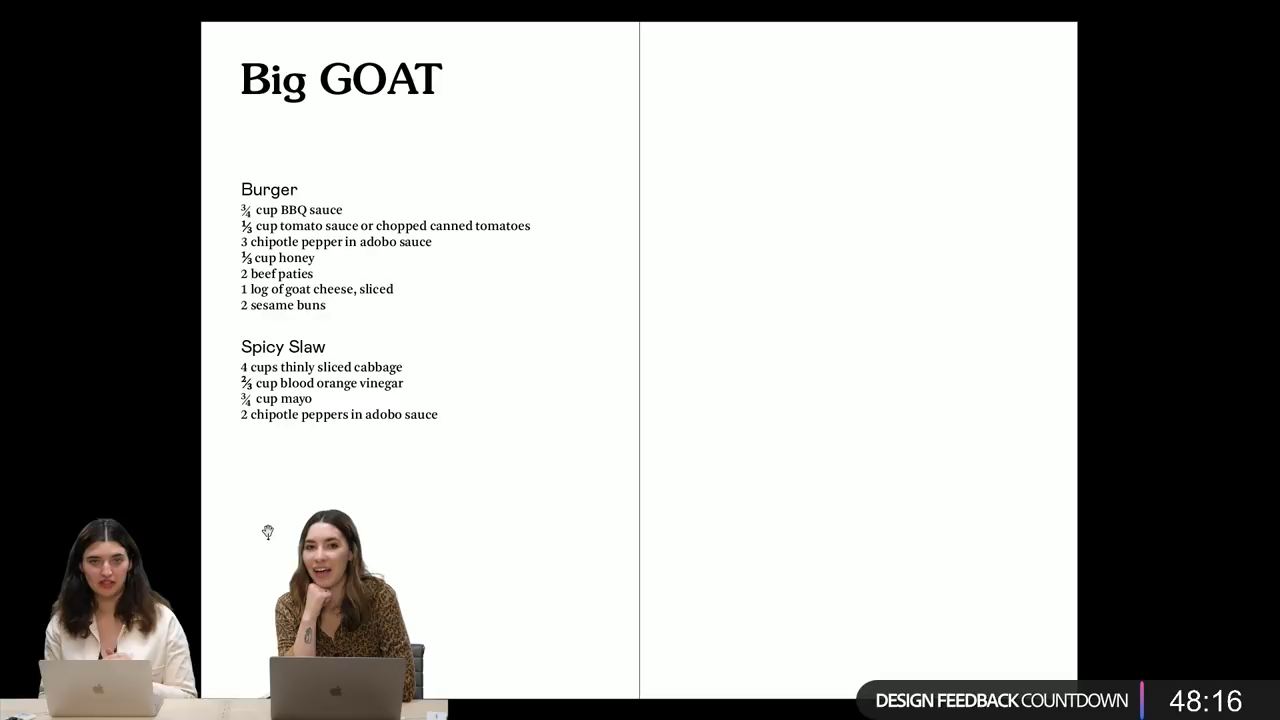 Big GOAT
Burger
¾ cup BBQ sauce
⅓ cup tomato sauce or chopped canned tomatoes
3 chipotle pepper in adobo sauce
⅓ cup honey
2 beef paties
1 log of goat cheese, sliced
2 sesame buns
Spicy Slaw
4 cups thinly sliced cabbage
⅔ cup blood orange vinegar
¾ cup mayo
2 chipotle peppers in adobo sauce
DESIGN FEEDBACK COUNTDOWN 48:16